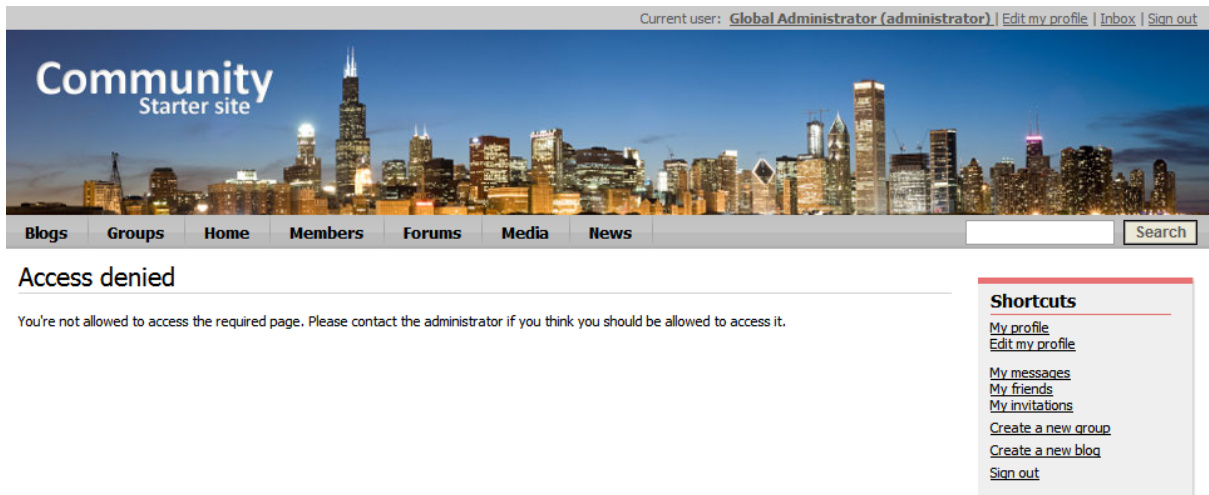 Current user: Global Administrator (administrator) | Edit my profile | Inbox | Sign out
Community
Starter site
Blogs Groups Home Members Forums Media News Search
Access denied
You're not allowed to access the required page. Please contact the administrator if you think you should be allowed to access it.
Shortcuts
My profile
Edit my profile
My messages
My friends
My invitations
Create a new group
Create a new blog
Sign out